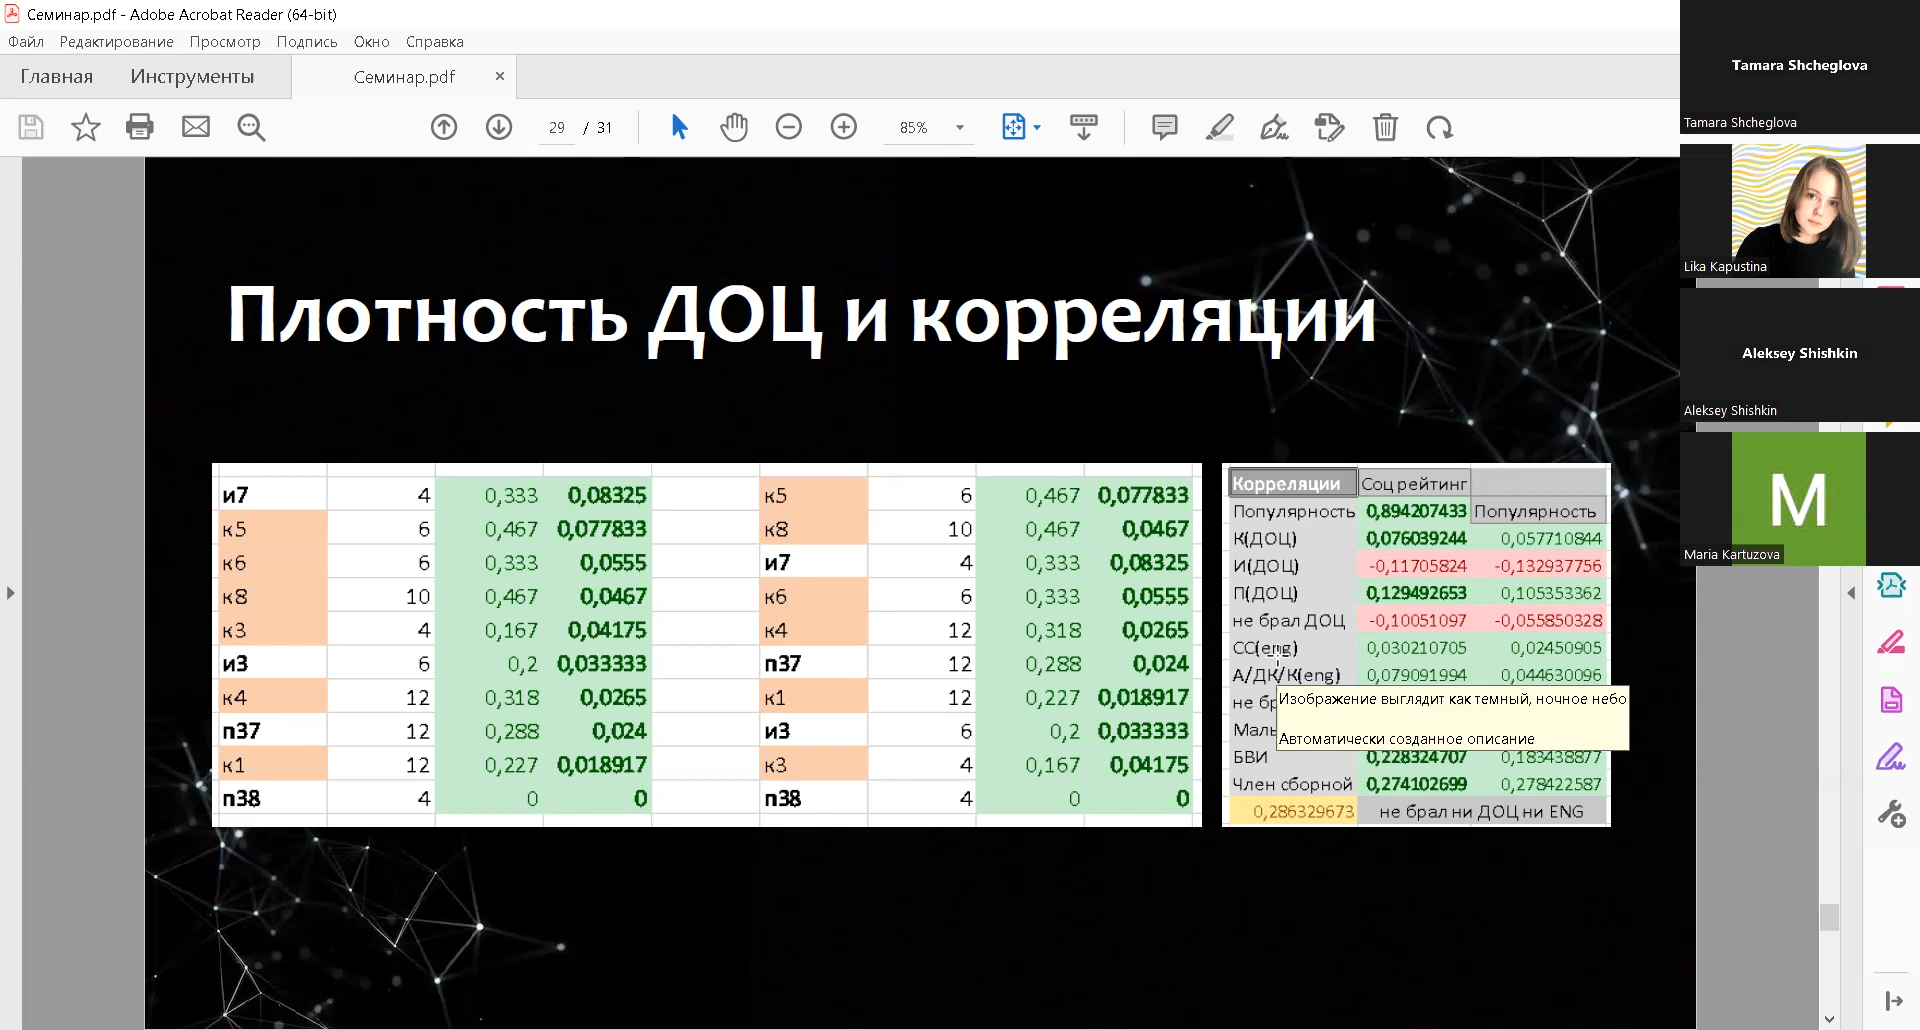 Семинар.pdf - Adobe Acrobat Reader (64-bit)
Файл Редактирование Просмотр Подпись Окно Справка
Главная Инструменты Семинар.pdf ×
29 / 31 85%
Плотность ДОЦ и корреляции
и7 4 0,333 0,08325 к5 6 0,467 0,077833
к5 6 0,467 0,077833 к8 10 0,467 0,0467
к6 6 0,333 0,0555 и7 4 0,333 0,08325
к8 10 0,467 0,0467 к6 6 0,333 0,0555
к3 4 0,167 0,04175 к4 12 0,318 0,0265
и3 6 0,2 0,033333 п37 12 0,288 0,024
к4 12 0,318 0,0265 к1 12 0,227 0,018917
п37 12 0,288 0,024 и3 6 0,2 0,033333
к1 12 0,227 0,018917 к3 4 0,167 0,04175
п38 4 0 0 п38 4 0 0
Корреляции Соц рейтинг
Популярность 0,894207433 Популярность
К(ДОЦ) 0,076039244 0,057710844
И(ДОЦ) -0,11705824 -0,132937756
П(ДОЦ) 0,129492653 0,105353362
не брал ДОЦ -0,10051097 -0,055850328
СС(eng) 0,030210705 0,02450905
А/ДК/К(eng) 0,079091994 0,044630096
не бр
Маль
Изображение выглядит как темный, ночное небо
Автоматически созданное описание
БВИ 0,228324707 0,183438877
Член сборной 0,274102699 0,278422587
0,286329673 не брал ни ДОЦ ни ENG
Tamara Shcheglova
Tamara Shcheglova
Lika Kapustina
Aleksey Shishkin
Aleksey Shishkin
M
Maria Kartuzova